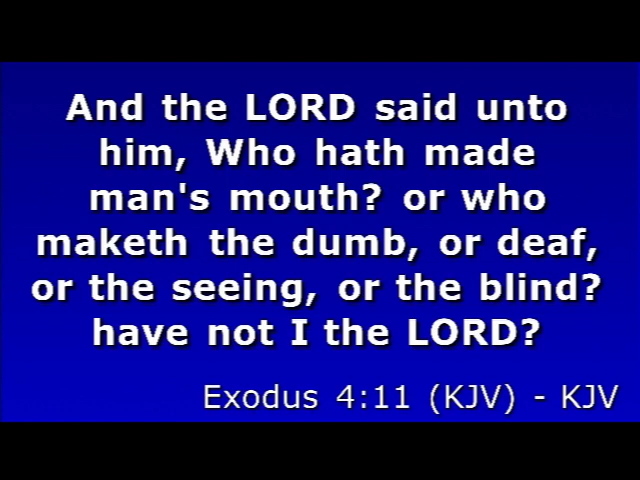 And the LORD said unto
him, Who hath made
man's mouth? or who
maketh the dumb, or deaf,
or the seeing, or the blind?
have not I the LORD?
Exodus 4:11 (KJV) - KJV